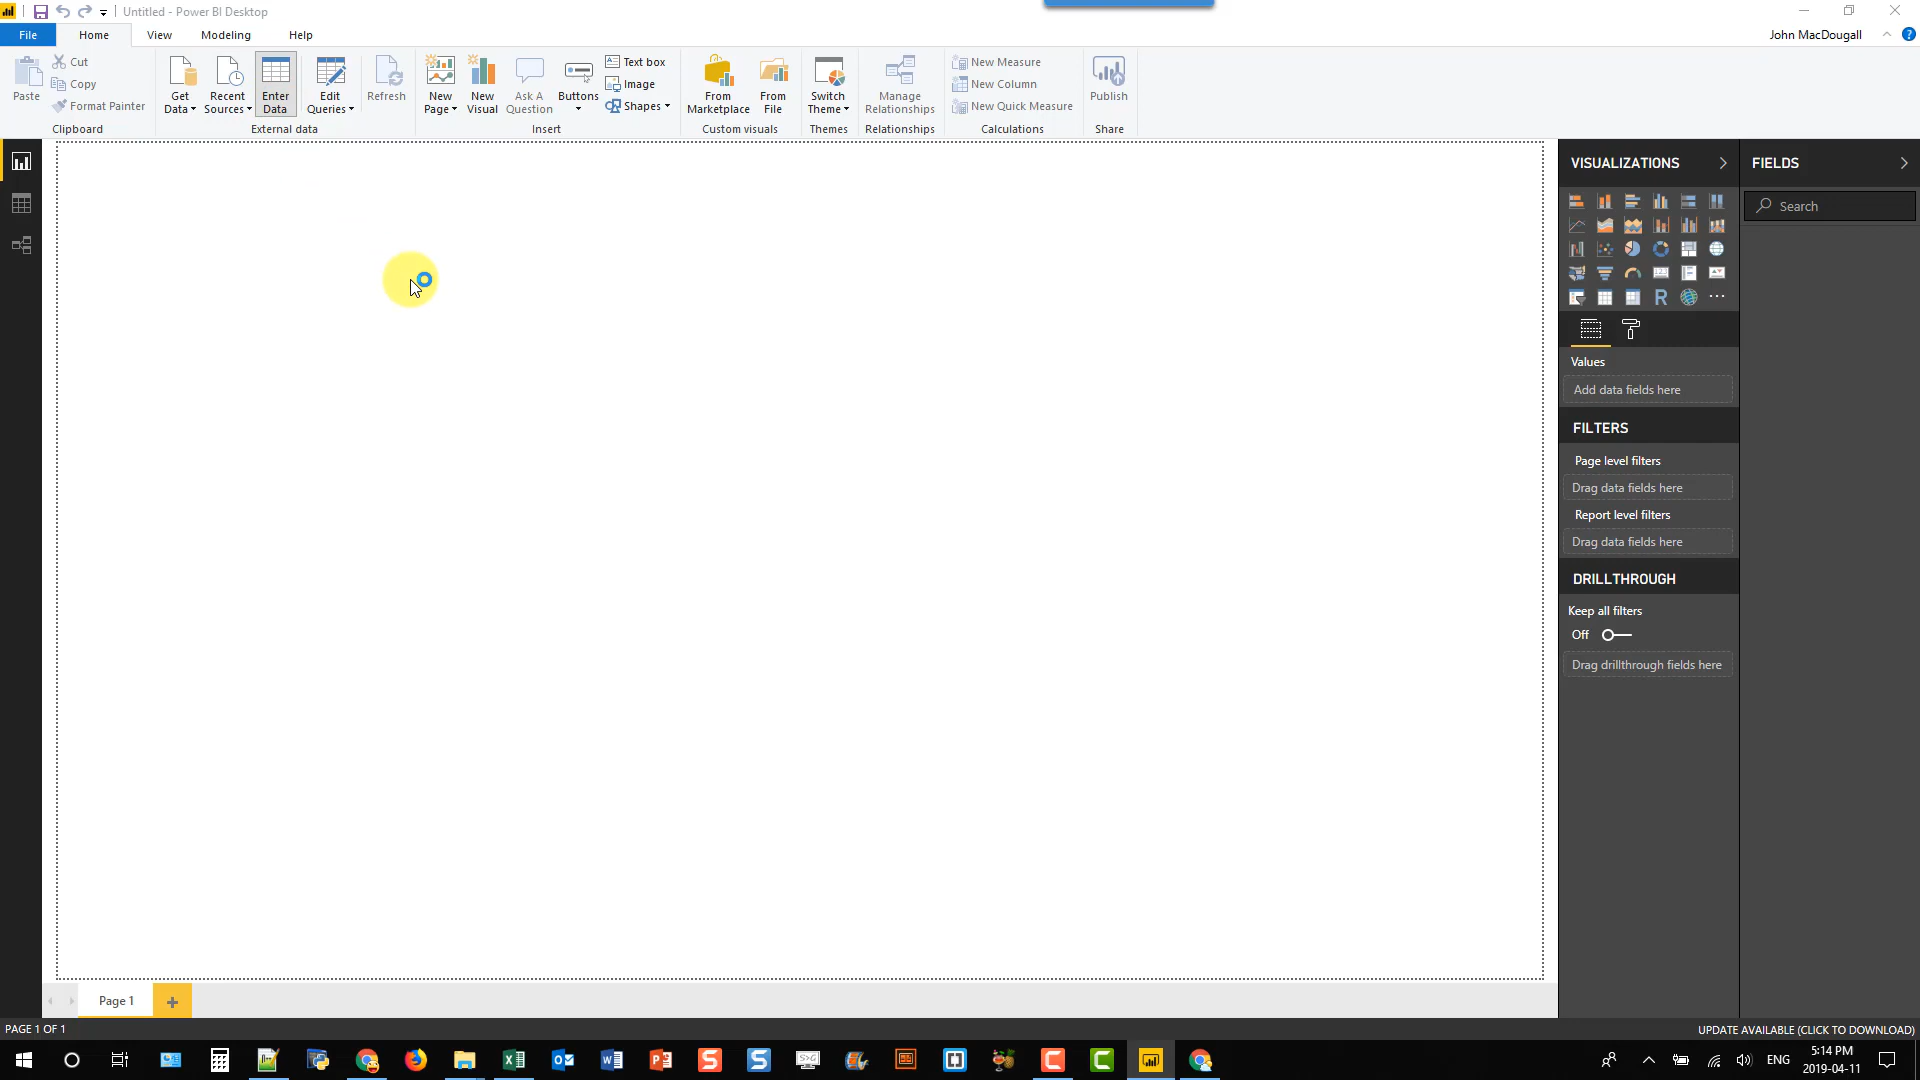 Untitled - Power BI Desktop
File Home View Modeling Help John MacDougall
Paste
Cut
Copy
Format Painter
Clipboard
Get Data
Recent Sources
Enter Data
Edit Queries
Refresh
External data
New Page
New Visual
Ask A Question
Buttons
Text box
Image
Shapes
Insert
From Marketplace
From File
Custom visuals
Switch Theme
Themes
Manage Relationships
Relationships
New Measure
New Column
New Quick Measure
Calculations
Publish
Share
VISUALIZATIONS
R
Values
Add data fields here
FILTERS
Page level filters
Drag data fields here
Report level filters
Drag data fields here
DRILLTHROUGH
Keep all filters
Off
Drag drillthrough fields here
FIELDS
Search
Page 1
PAGE 1 OF 1
UPDATE AVAILABLE (CLICK TO DOWNLOAD)
ENG
5:14 PM
2019-04-11